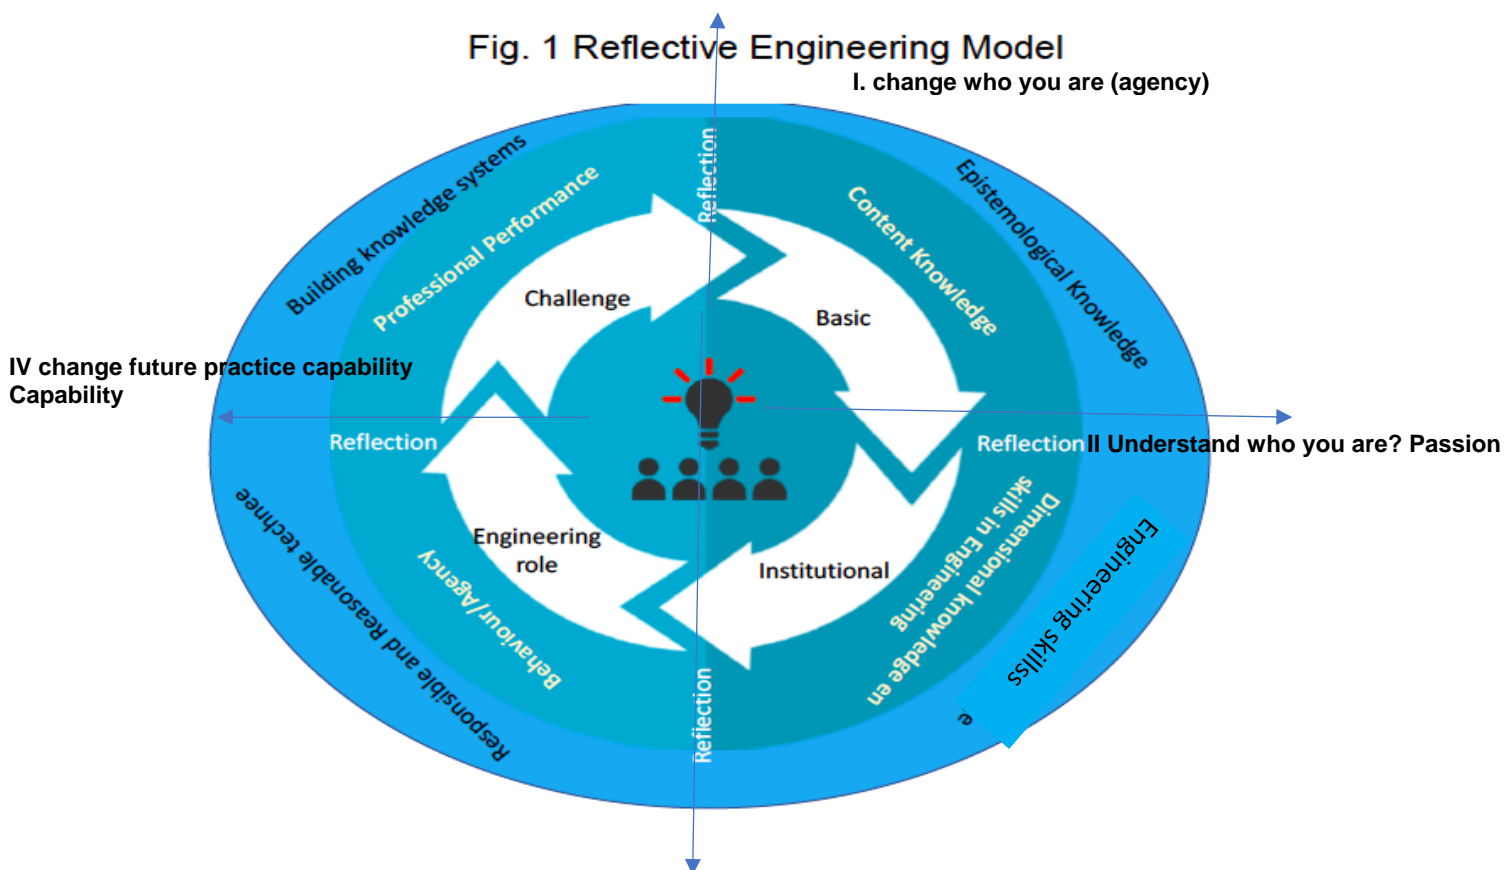 Fig. 1 Reflective Engineering Model
I. change who you are (agency)
Building knowledge systems
Professional Performance
Reflection
Content Knowledge
Epistemological Knowledge
Challenge
Basic
IV change future practice capability
Capability
Reflection
Reflection
II Understand who you are? Passion
Engineering
role
Institutional
Dimensional knowledge en
skills in Engineering
Engineering skillss
e
Behaviour/Agency
Responsible and Reasonable technee
Reflection